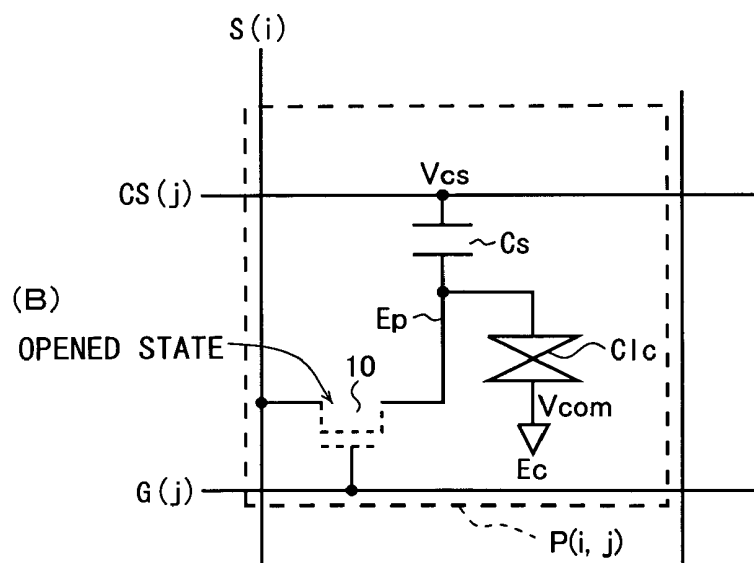 S(i)
CS(j)
Vcs
Cs
(B)
Ep
OPENED STATE
10
Clc
Vcom
Ec
G(j)
P(i, j)